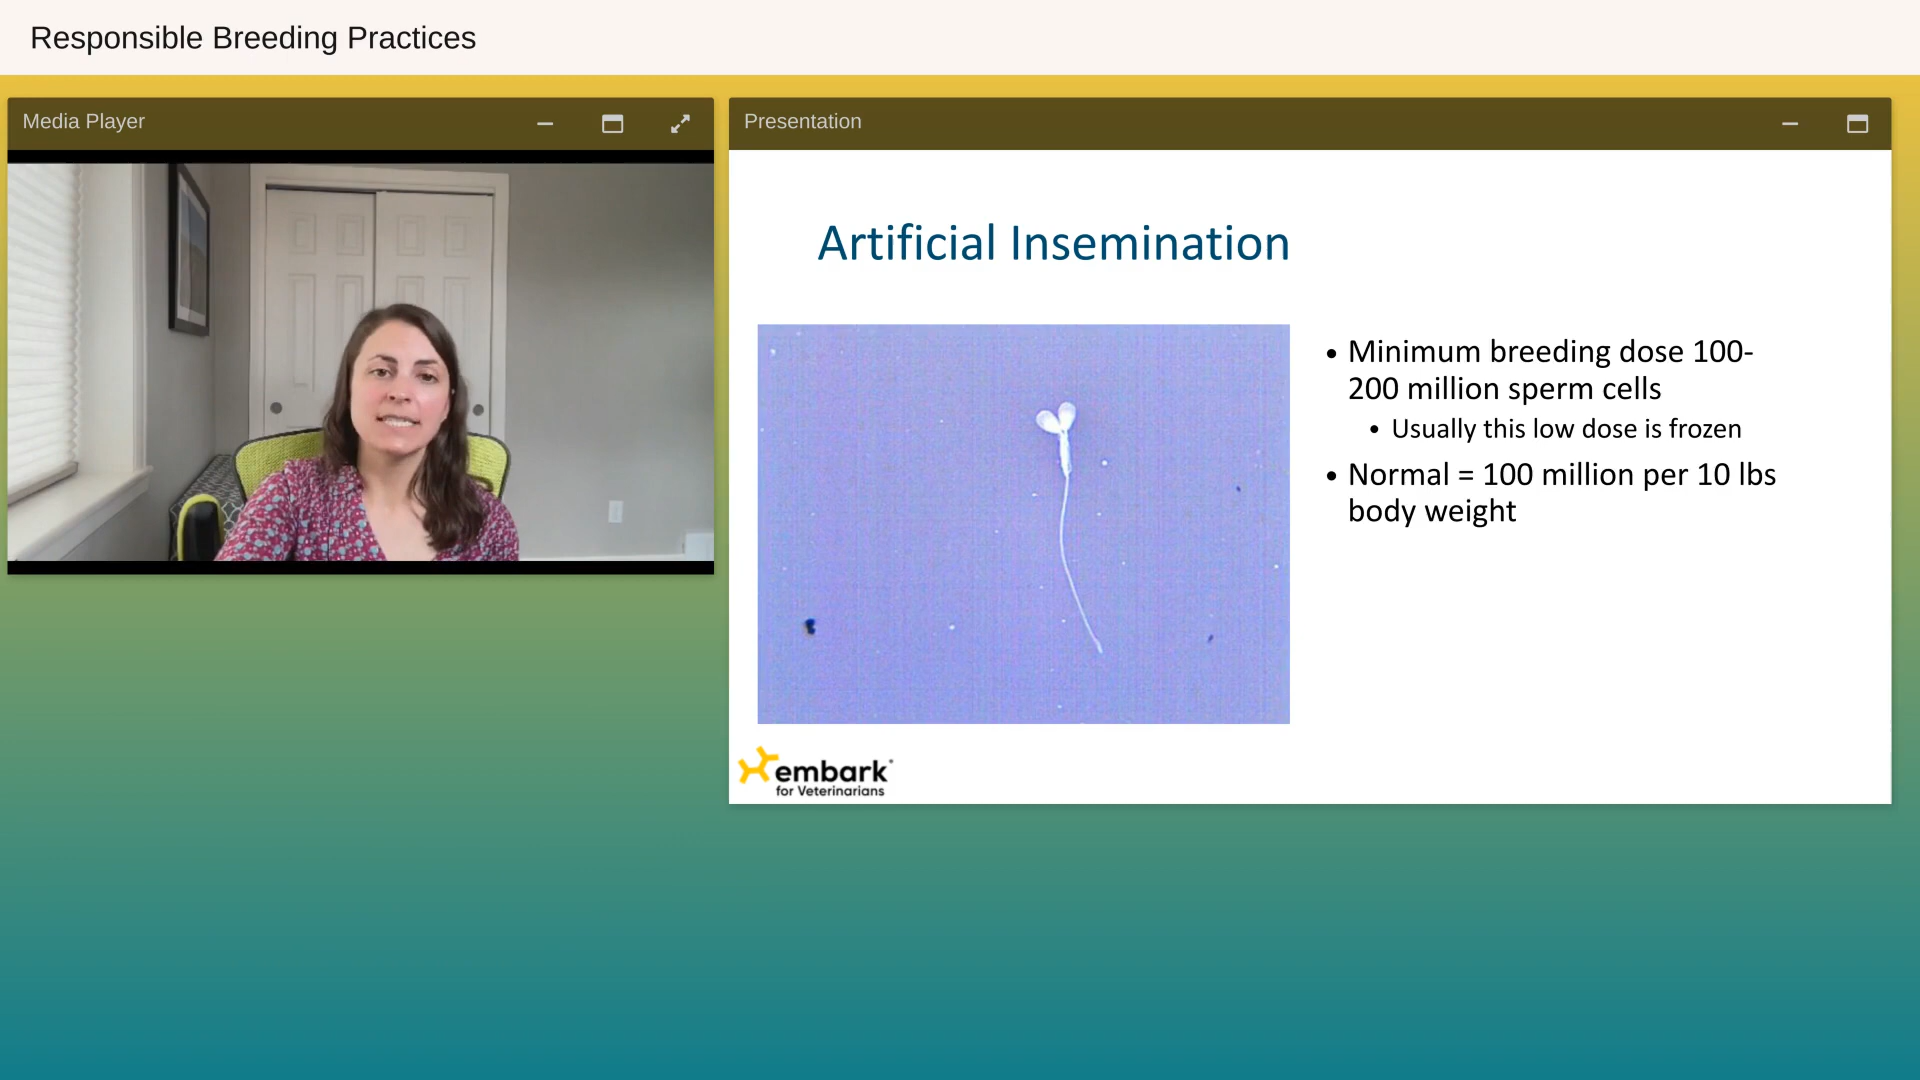 Responsible Breeding Practices
Media Player
Presentation
Artificial Insemination
• Minimum breeding dose 100-
200 million sperm cells
• Usually this low dose is frozen
• Normal = 100 million per 10 lbs
body weight
embark
for Veterinarians